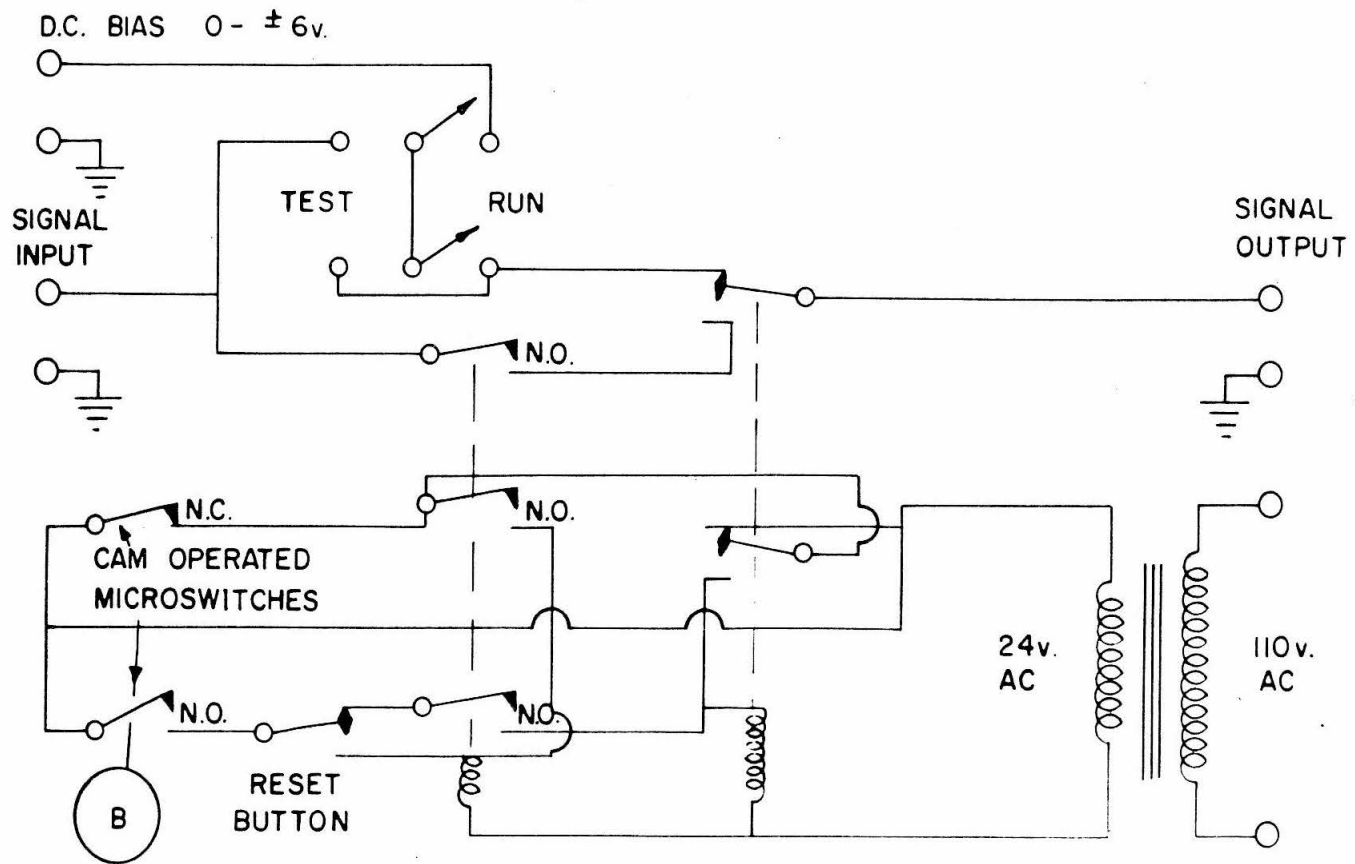 D.C. BIAS 0 - ± 6v.
TEST
RUN
SIGNAL
INPUT
SIGNAL
OUTPUT
N.O.
N.C.
N.O.
CAM OPERATED
MICROSWITCHES
24v.
AC
110v.
AC
N.O.
N.O.
RESET
BUTTON
B